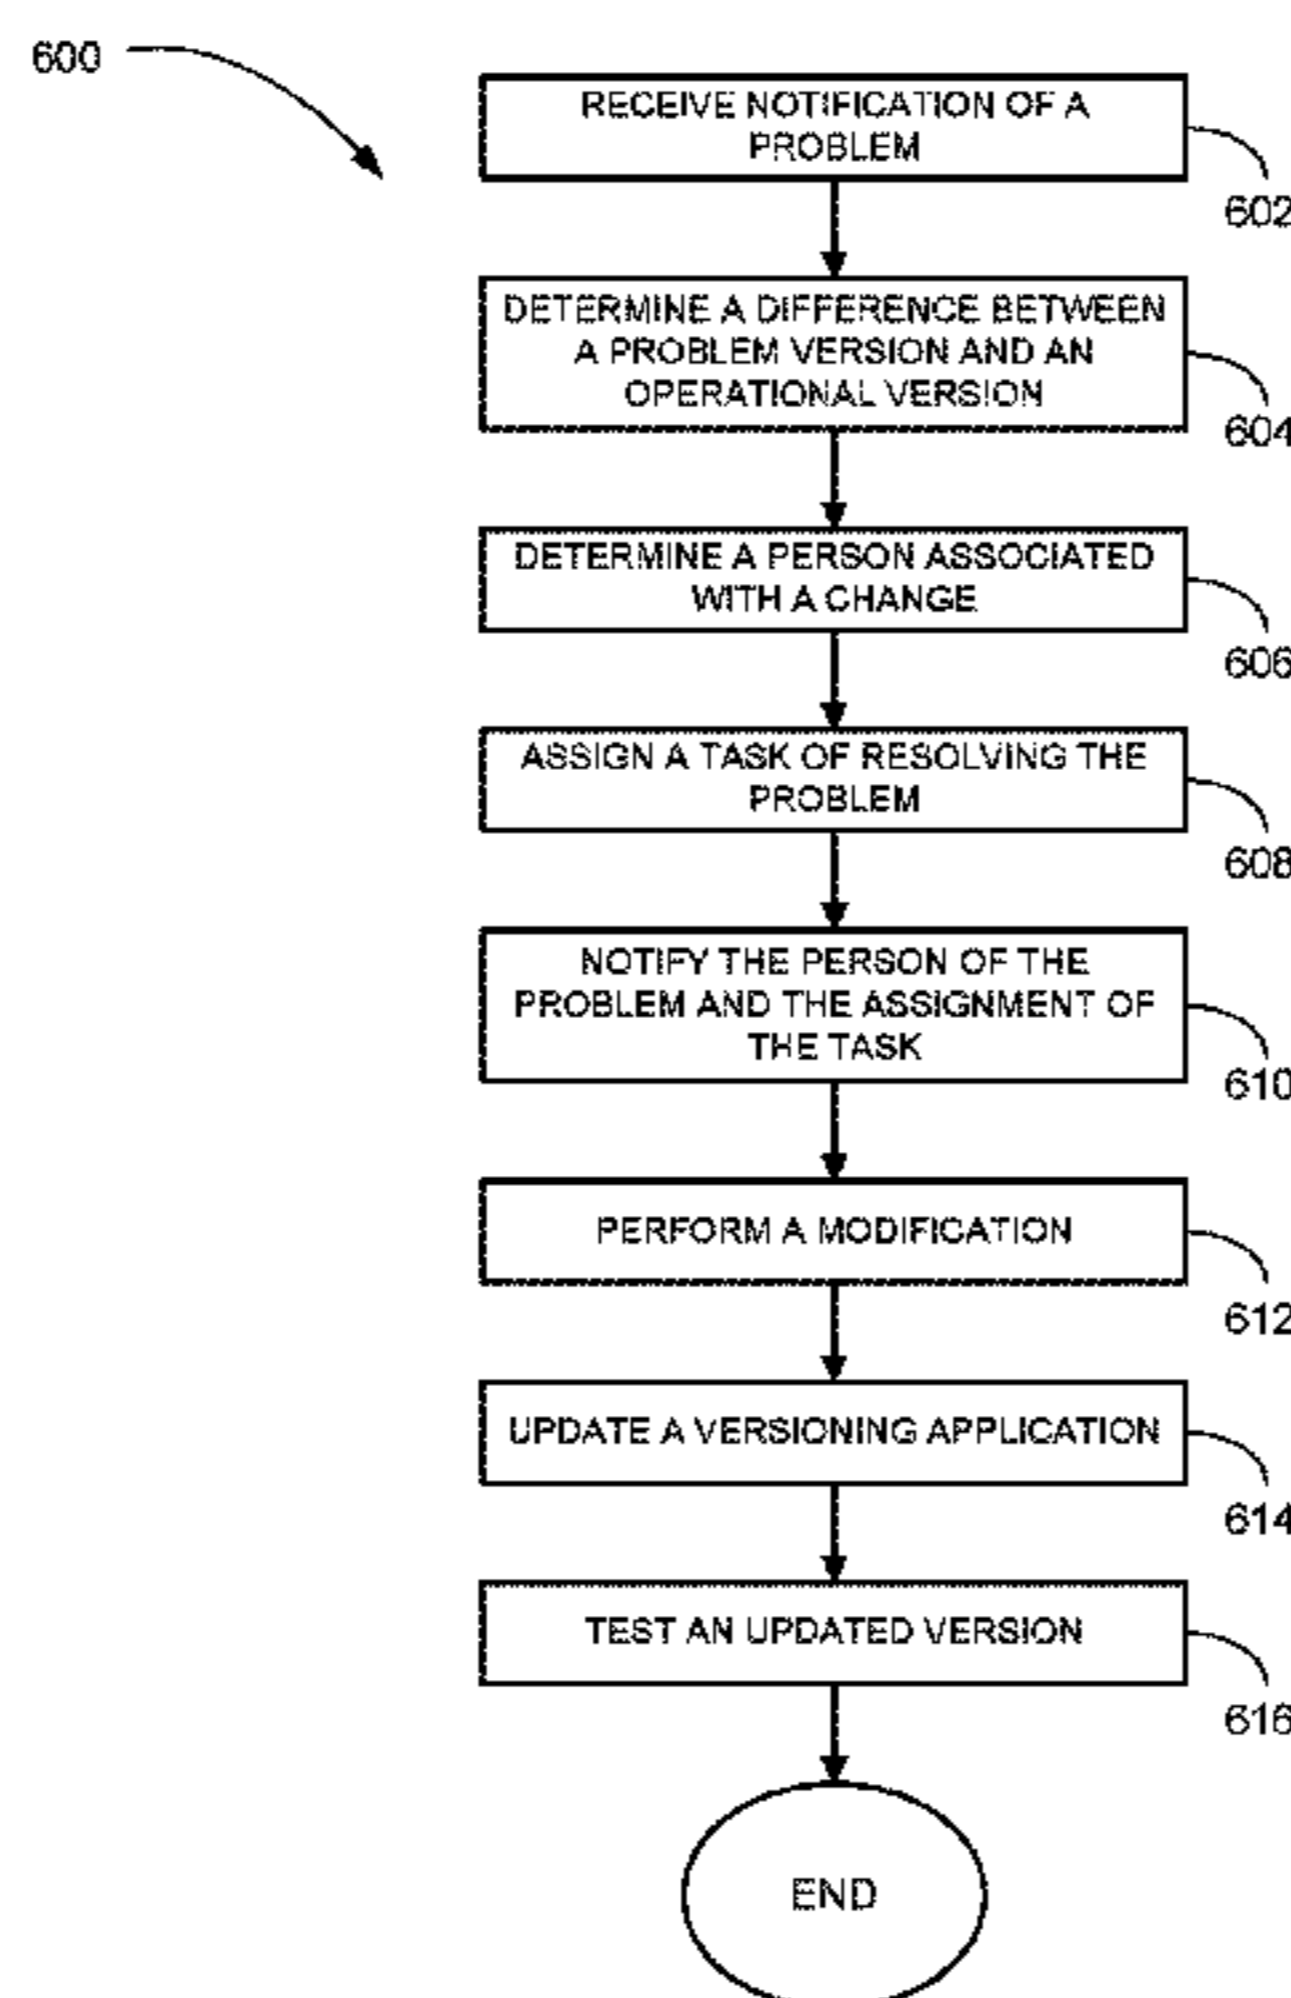 600
RECEIVE NOTIFICATION OF A
PROBLEM
602
DETERMINE A DIFFERENCE BETWEEN
A PROBLEM VERSION AND AN
OPERATIONAL VERSION
604
DETERMINE A PERSON ASSOCIATED
WITH A CHANGE
606
ASSIGN A TASK OF RESOLVING THE
PROBLEM
608
NOTIFY THE PERSON OF THE
PROBLEM AND THE ASSIGNMENT OF
THE TASK
610
PERFORM A MODIFICATION
612
UPDATE A VERSIONING APPLICATION
614
TEST AN UPDATED VERSION
616
END